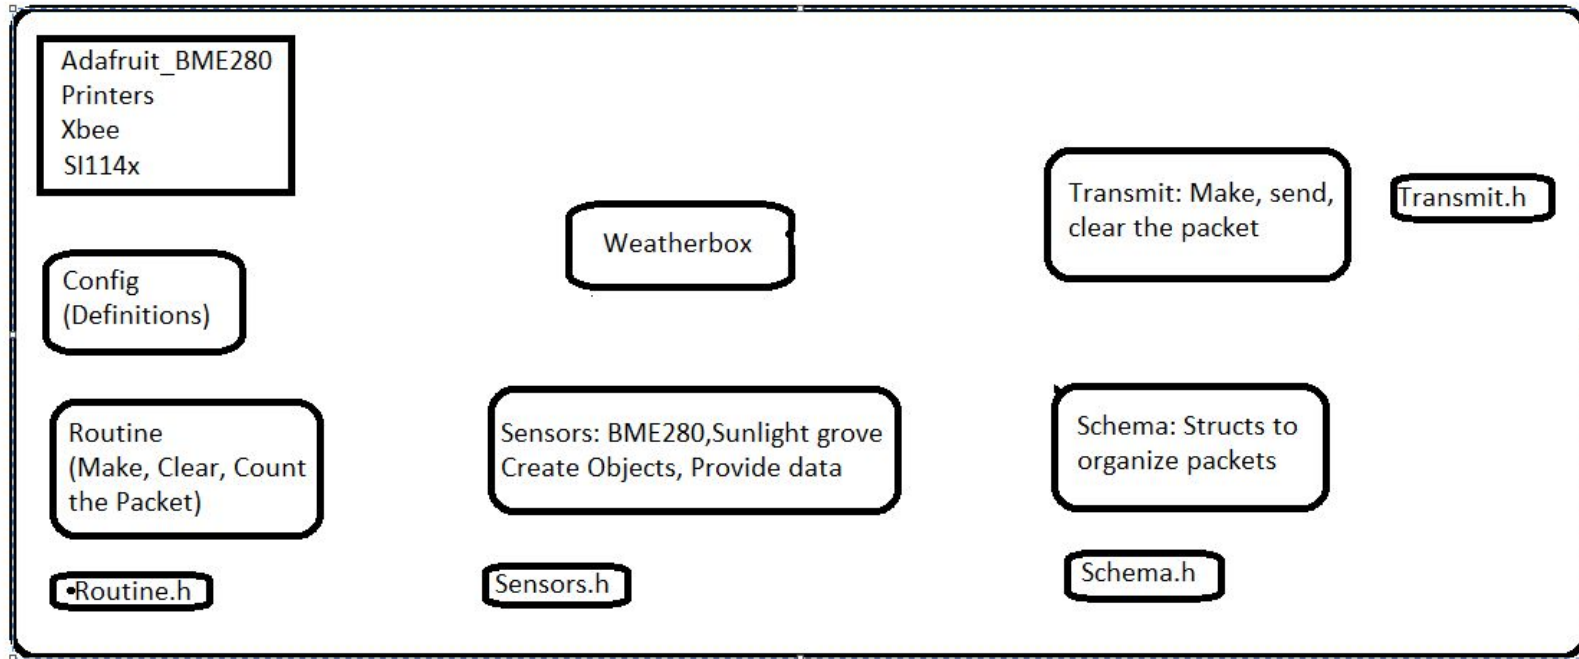 Adafruit_BME280
Printers
Xbee
SI114x
Config
(Definitions)
Routine
(Make, Clear, Count
the Packet)
•Routine.h
Weatherbox
Sensors: BME280,Sunlight grove
Create Objects, Provide data
Sensors.h
Transmit: Make, send,
clear the packet
Transmit.h
Schema: Structs to
organize packets
Schema.h